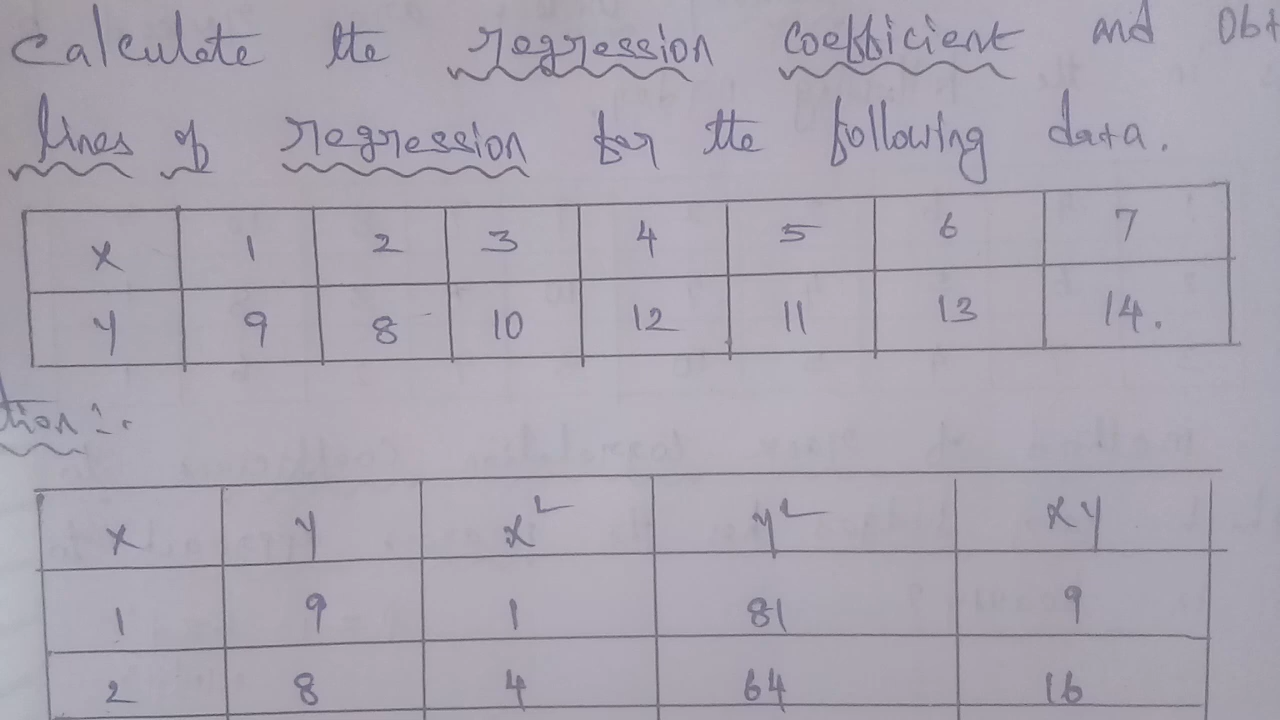 Calculate the regression coefficient and Obt
lines of regression for the following data.
x 1 2 3 4 5 6 7
y 9 8 10 12 11 13 14.
tion :-
x y x² y² xy
1 9 1 81 9
2 8 4 64 16